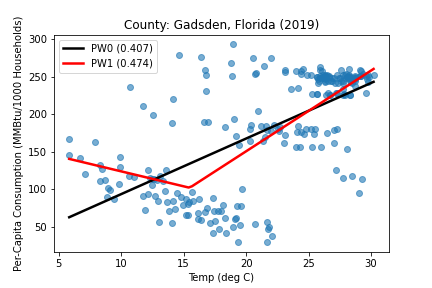 County: Gadsden, Florida (2019)
PW0 (0.407)
PW1 (0.474)
Per-Capita Consumption (MMBtu/1000 Households)
300
250
200
150
100
50
5 10 15 20 25 30
Temp (deg C)